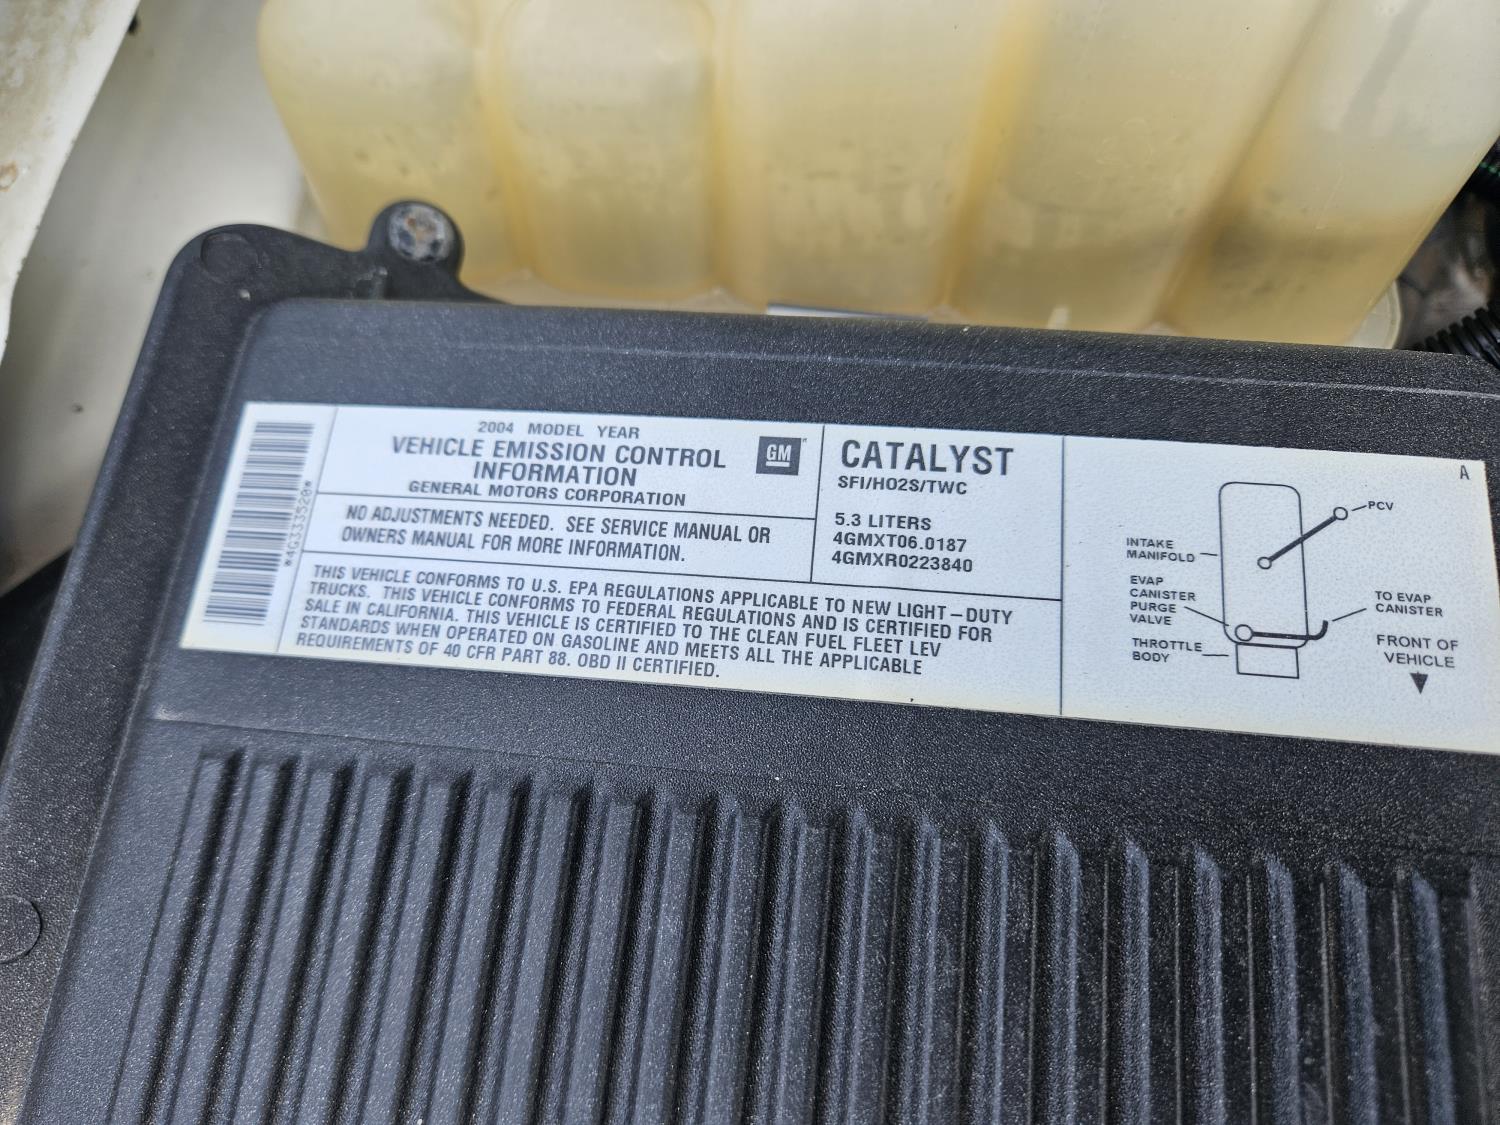 2004 MODEL YEAR
VEHICLE EMISSION CONTROL
INFORMATION
GENERAL MOTORS CORPORATION
GM
NO ADJUSTMENTS NEEDED. SEE SERVICE MANUAL OR
OWNERS MANUAL FOR MORE INFORMATION.
CATALYST
SFI/HO2S/TWC
5.3 LITERS
4GMXT06.0187
4GMXR0223840
THIS VEHICLE CONFORMS TO U.S. EPA REGULATIONS APPLICABLE TO NEW LIGHT-DUTY
TRUCKS. THIS VEHICLE CONFORMS TO FEDERAL REGULATIONS AND IS CERTIFIED FOR
SALE IN CALIFORNIA. THIS VEHICLE IS CERTIFIED TO THE CLEAN FUEL FLEET LEV
STANDARDS WHEN OPERATED ON GASOLINE AND MEETS ALL THE APPLICABLE
REQUIREMENTS OF 40 CFR PART 88. OBD II CERTIFIED.
*4G333520*
A
PCV
INTAKE
MANIFOLD
EVAP
CANISTER
PURGE
VALVE
THROTTLE
BODY
TO EVAP
CANISTER
FRONT OF
VEHICLE